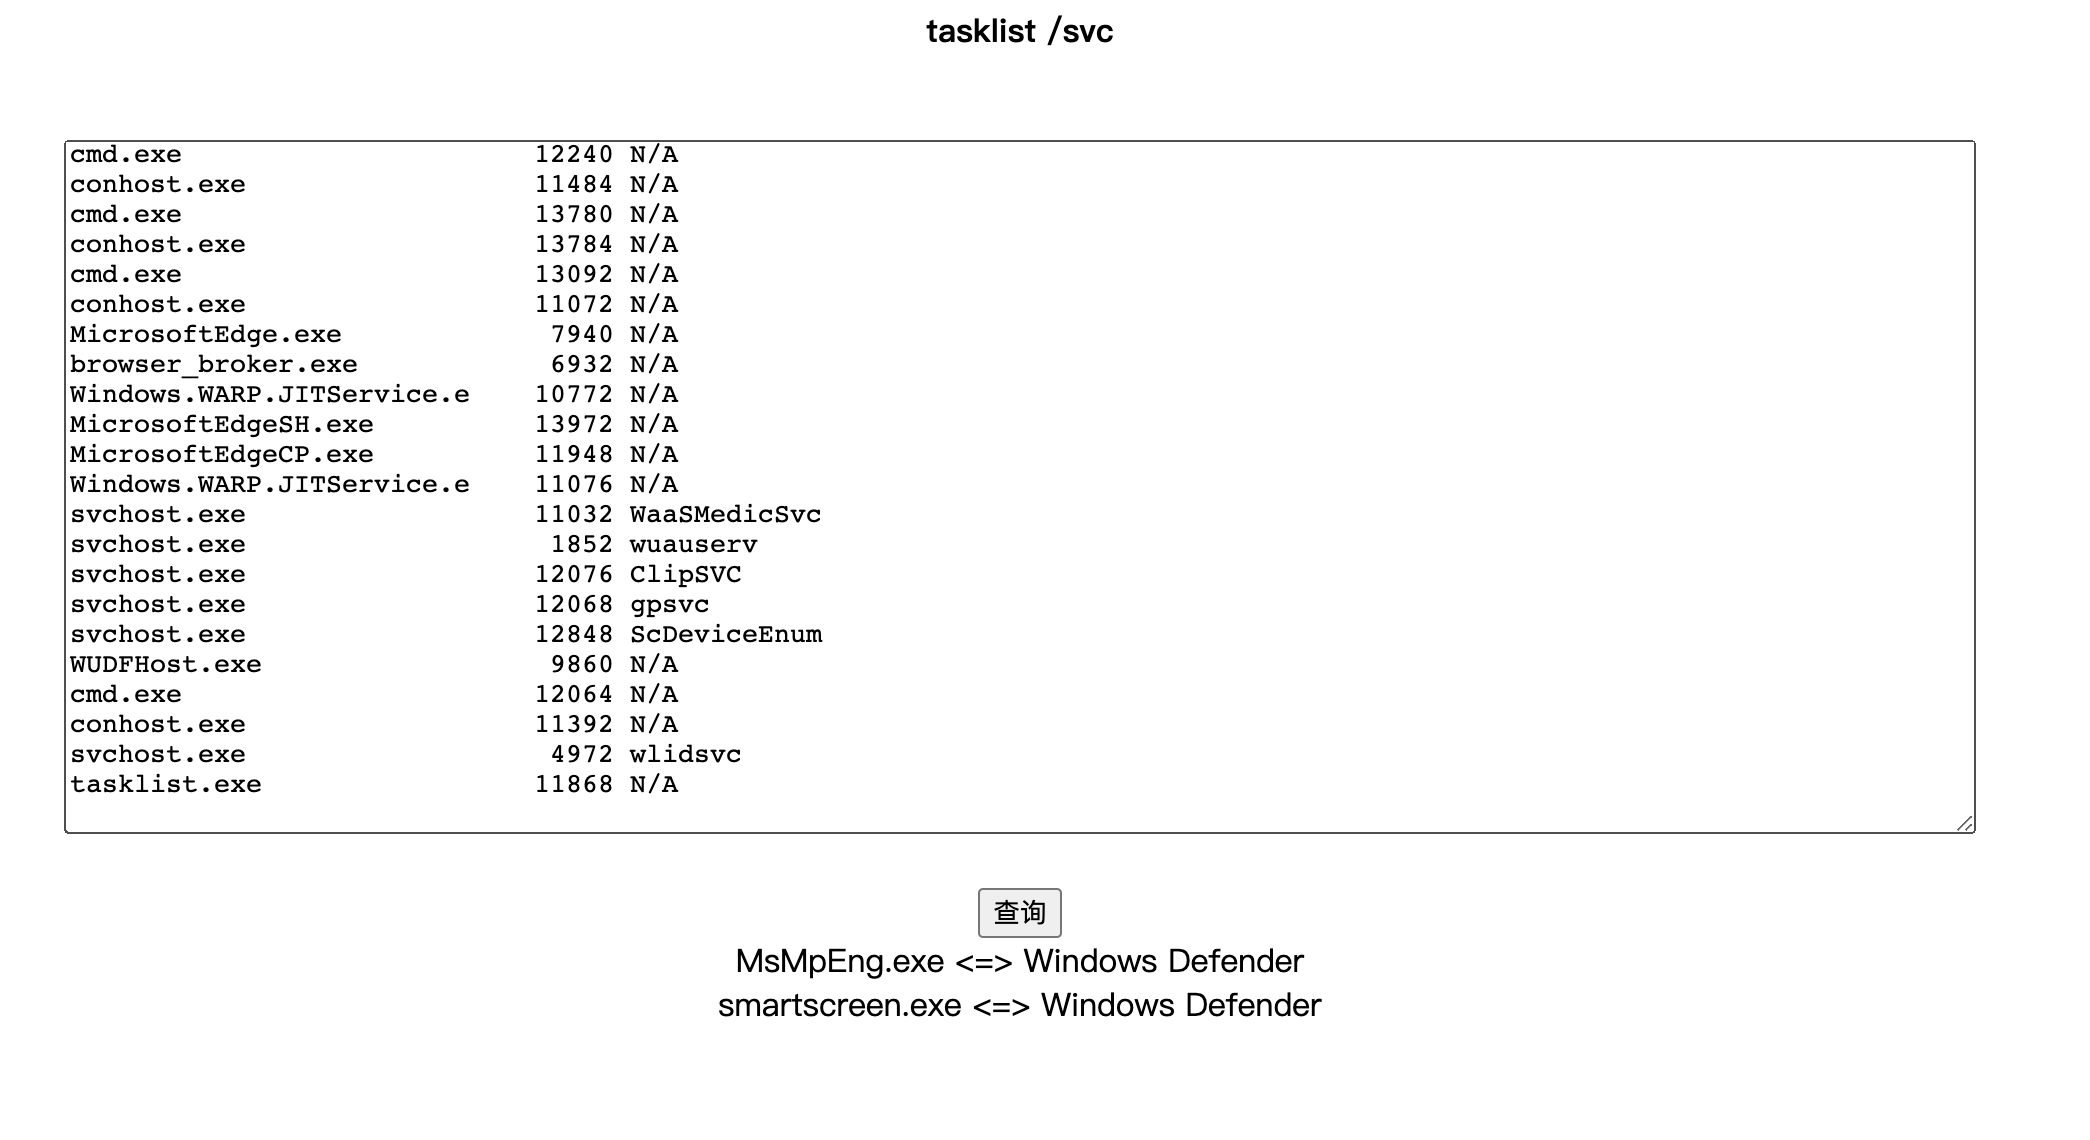 tasklist /svc
cmd.exe 12240 N/A
conhost.exe 11484 N/A
cmd.exe 13780 N/A
conhost.exe 13784 N/A
cmd.exe 13092 N/A
conhost.exe 11072 N/A
MicrosoftEdge.exe 7940 N/A
browser_broker.exe 6932 N/A
Windows.WARP.JITService.e 10772 N/A
MicrosoftEdgeSH.exe 13972 N/A
MicrosoftEdgeCP.exe 11948 N/A
Windows.WARP.JITService.e 11076 N/A
svchost.exe 11032 WaaSMedicSvc
svchost.exe 1852 wuauserv
svchost.exe 12076 ClipSVC
svchost.exe 12068 gpsvc
svchost.exe 12848 ScDeviceEnum
WUDFHost.exe 9860 N/A
cmd.exe 12064 N/A
conhost.exe 11392 N/A
svchost.exe 4972 wlidsvc
tasklist.exe 11868 N/A
查询
MsMpEng.exe <=> Windows Defender
smartscreen.exe <=> Windows Defender